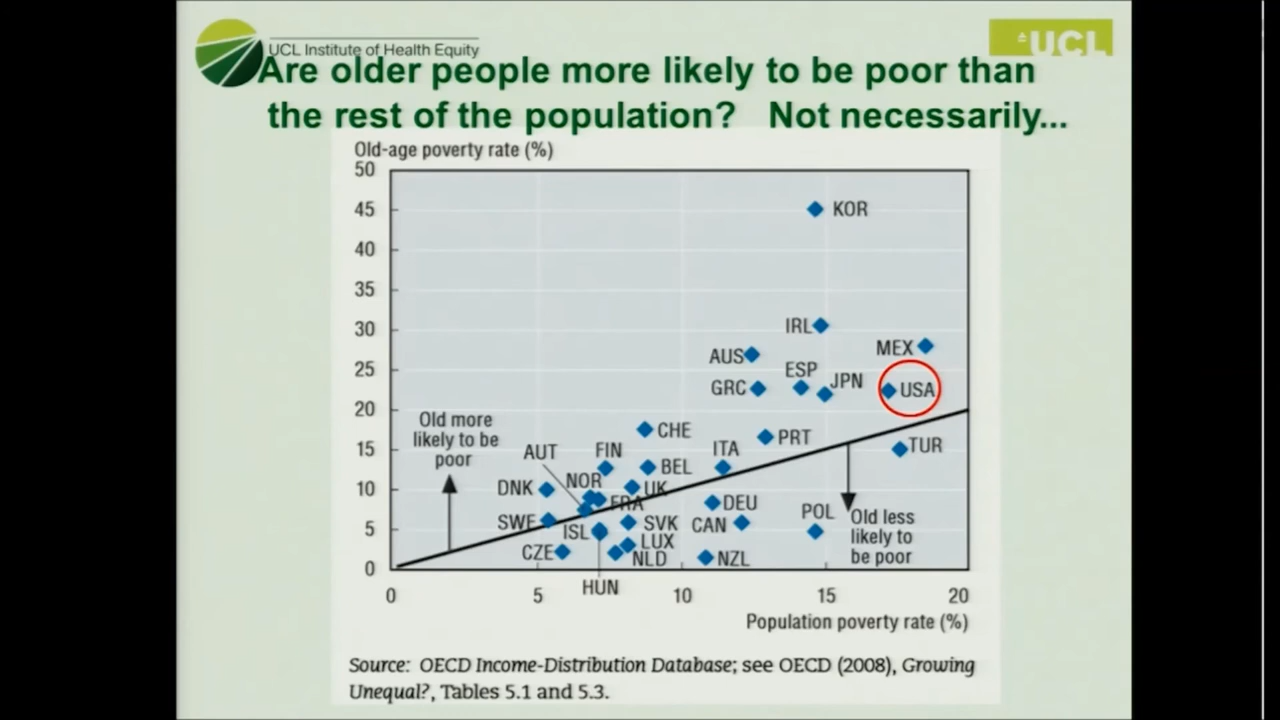 UCL Institute of Health Equity
UCL
Are older people more likely to be poor than
the rest of the population? Not necessarily...
Old-age poverty rate (%)
50
45
40
35
30
25
20
15
10
5
0
KOR
IRL
MEX
AUS
ESP
JPN
GRC
USA
Old more
likely to be
poor
CHE
PRT
TUR
AUT
FIN
ITA
BEL
NOR
DNK
UK
FRA
DEU
SWE
ISL
SVK
CAN
POL
Old less
likely to
be poor
LUX
CZE
NLD
NZL
HUN
0 5 10 15 20
Population poverty rate (%)
Source: OECD Income-Distribution Database; see OECD (2008), Growing
Unequal?, Tables 5.1 and 5.3.